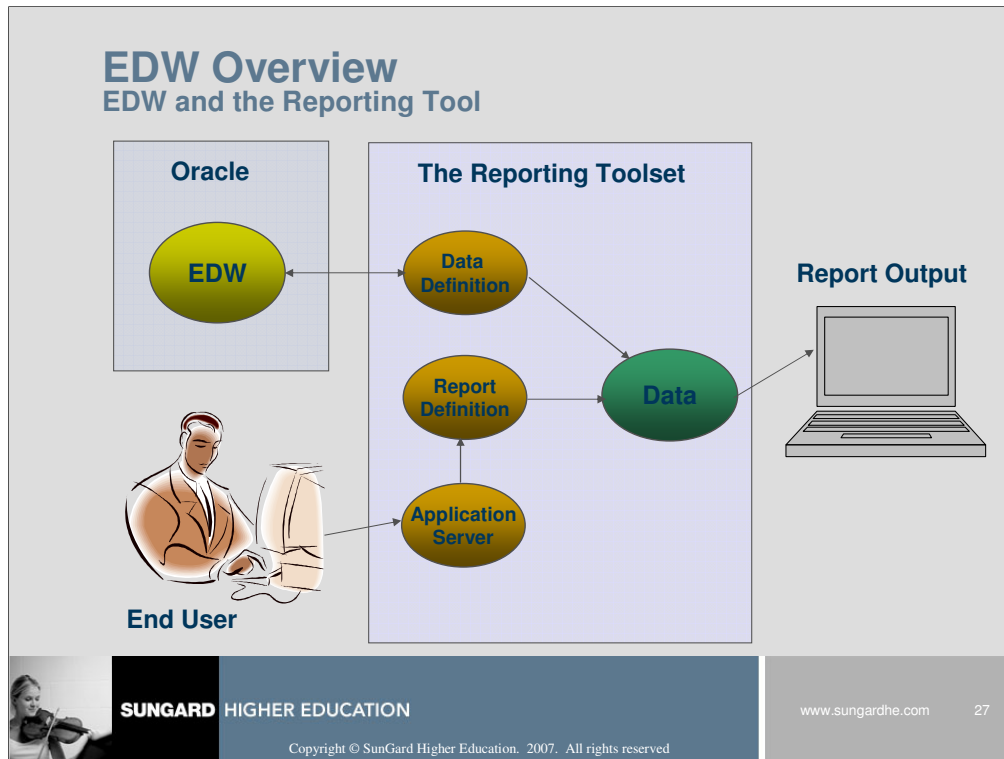 EDW Overview
EDW and the Reporting Tool
Oracle
The Reporting Toolset
EDW
Data
Definition
Report Output
Report
Definition
Data
Application
Server
End User
SUNGARD HIGHER EDUCATION
www.sungardhe.com 27
Copyright © SunGard Higher Education. 2007. All rights reserved